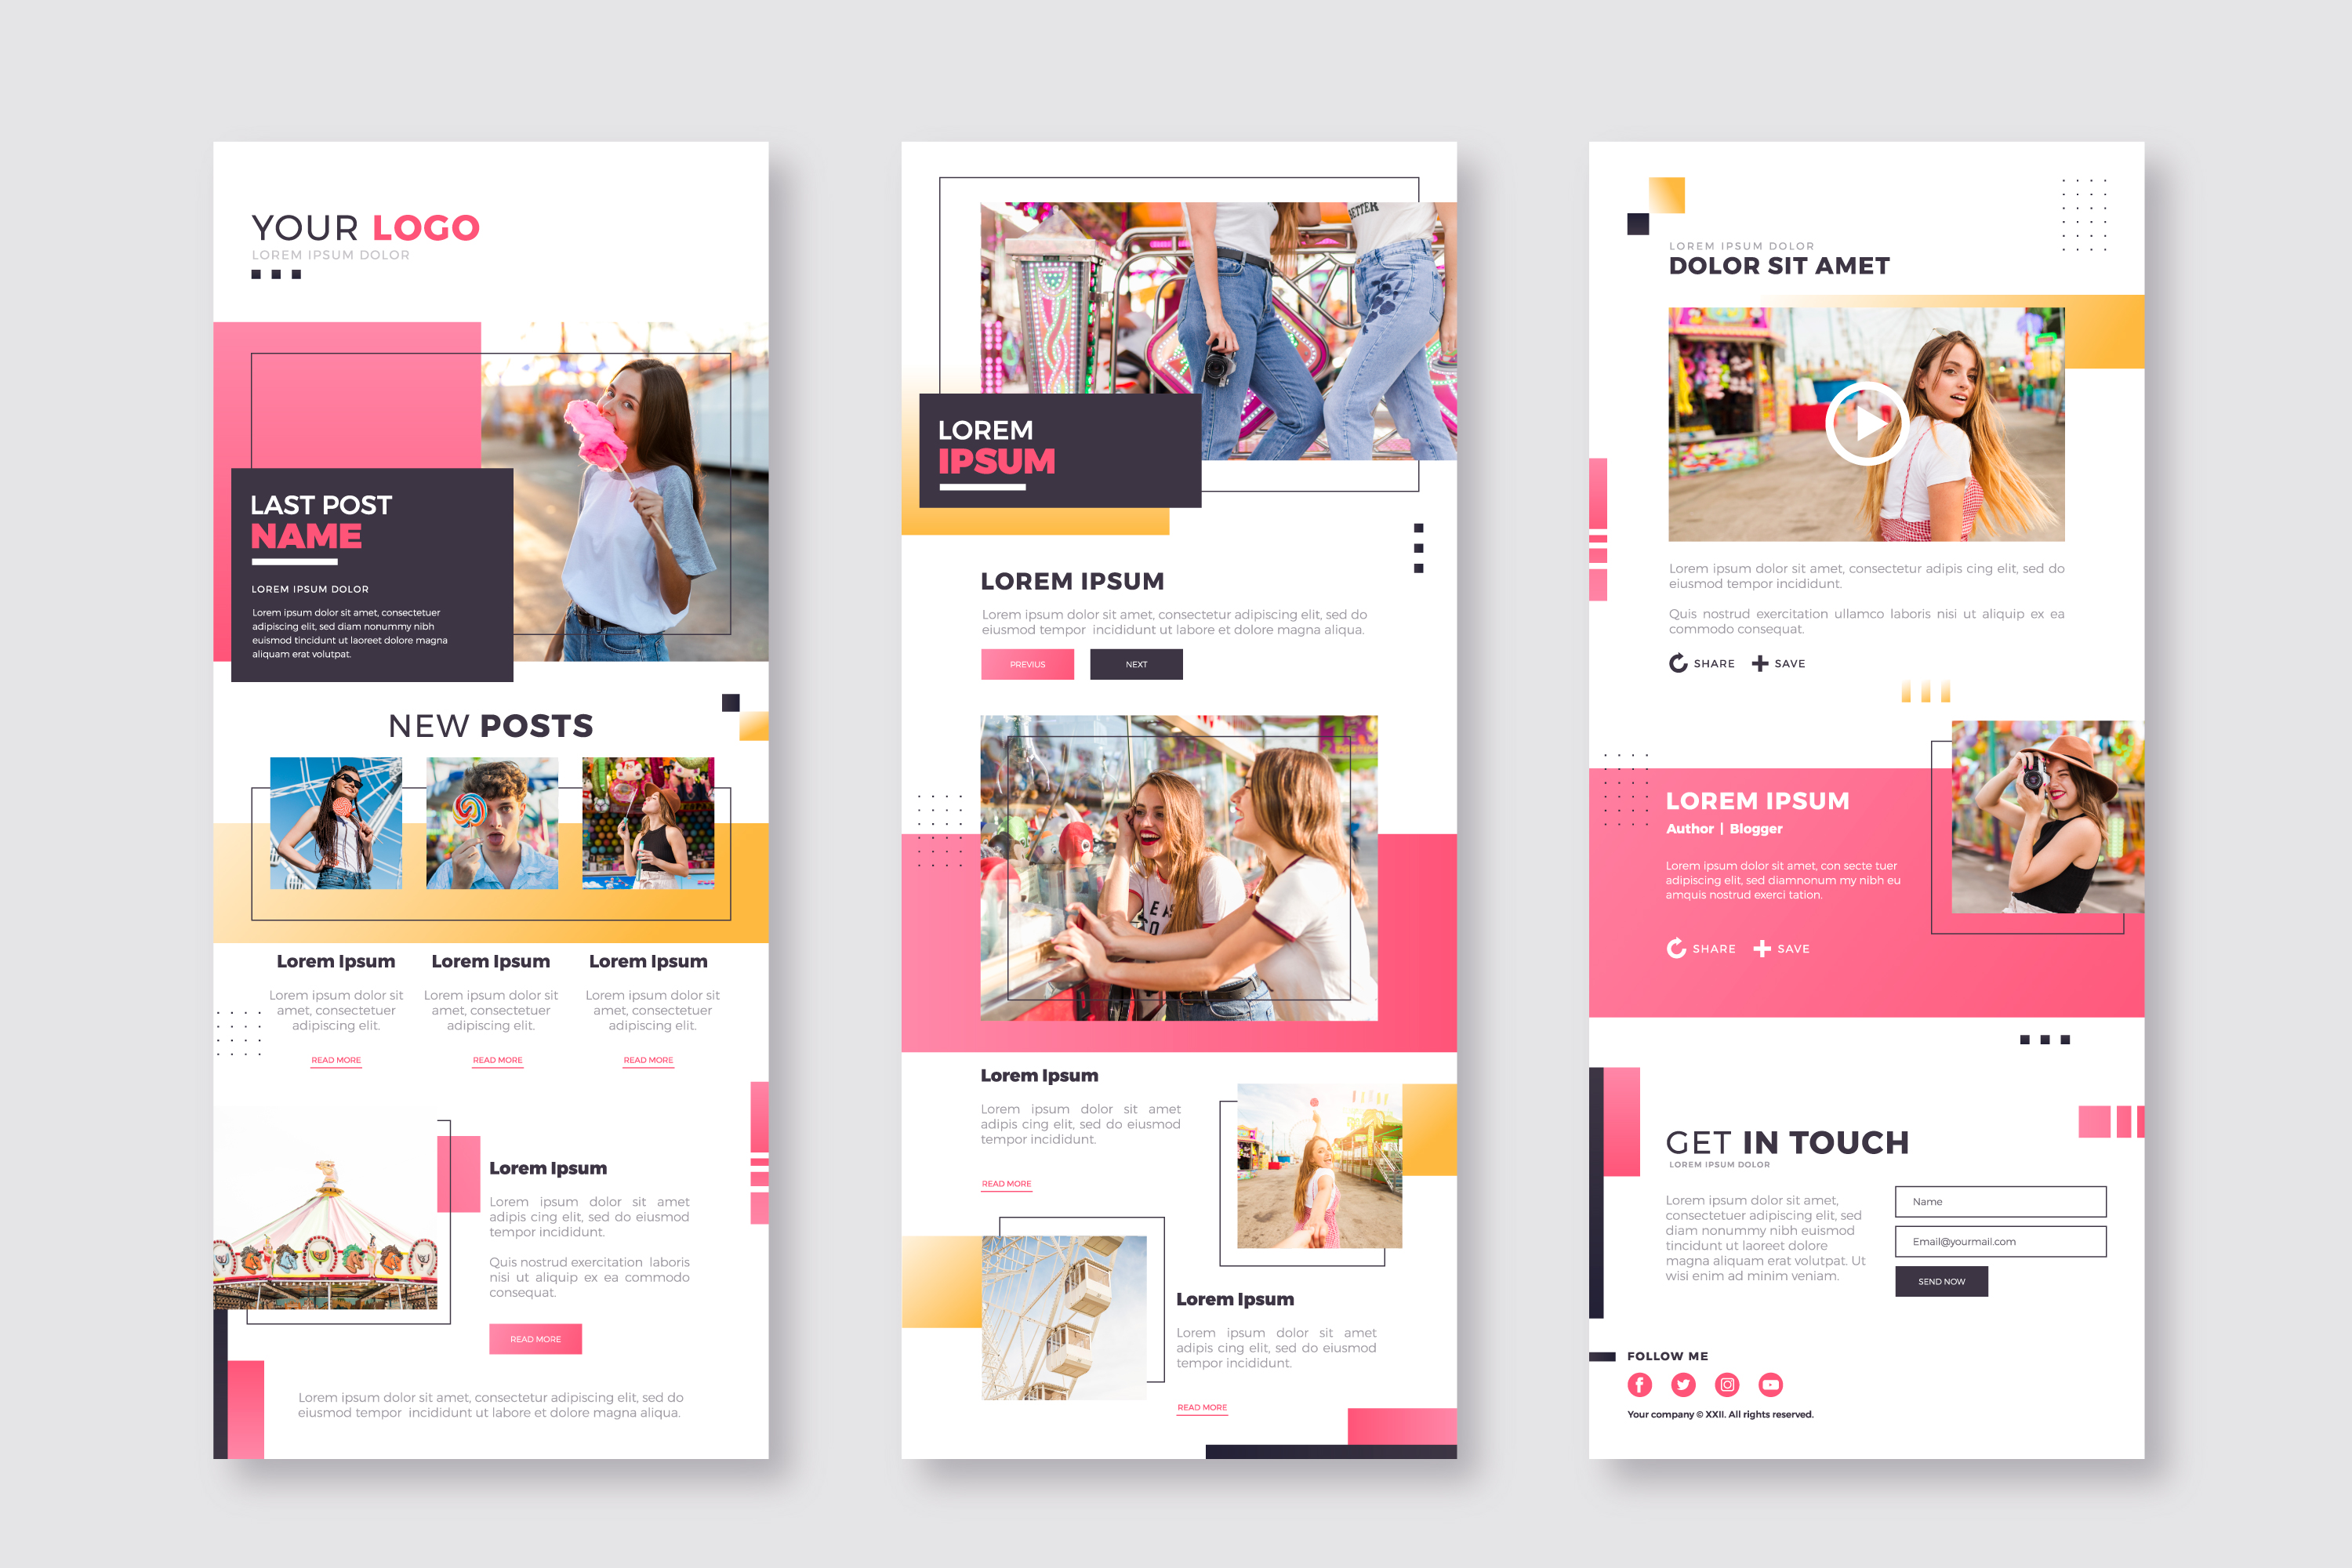 YOUR LOGO
LOREM IPSUM DOLOR
LAST POST
NAME
LOREM IPSUM DOLOR
Lorem ipsum dolor sit amet, consectetuer
adipiscing elit, sed diam nonummy nibh
euismod tincidunt ut laoreet dolore magna
aliquam erat volutpat.
NEW POSTS
Lorem Ipsum
Lorem ipsum dolor sit
amet, consectetuer
adipiscing elit.
READ MORE
Lorem Ipsum
Lorem ipsum dolor sit
amet, consectetuer
adipiscing elit.
READ MORE
Lorem Ipsum
Lorem ipsum dolor sit
amet, consectetuer
adipiscing elit.
READ MORE
Lorem Ipsum
Lorem ipsum dolor sit amet
adipis cing elit, sed do eiusmod
tempor incididunt.
Quis nostrud exercitation laboris
nisi ut aliquip ex ea commodo
consequat.
READ MORE
Lorem ipsum dolor sit amet, consectetur adipiscing elit, sed do
eiusmod tempor incididunt ut labore et dolore magna aliqua.
BETTER
LOREM
IPSUM
LOREM IPSUM
Lorem ipsum dolor sit amet, consectetur adipiscing elit, sed do
eiusmod tempor incididunt ut labore et dolore magna aliqua.
PREVIUS
NEXT
Lorem Ipsum
Lorem ipsum dolor sit amet
adipis cing elit, sed do eiusmod
tempor incididunt.
READ MORE
Lorem Ipsum
Lorem ipsum dolor sit amet
adipis cing elit, sed do eiusmod
tempor incididunt.
READ MORE
LOREM IPSUM DOLOR
DOLOR SIT AMET
Lorem ipsum dolor sit amet, consectetur adipis cing elit, sed do
eiusmod tempor incididunt.
Quis nostrud exercitation ullamco laboris nisi ut aliquip ex ea
commodo consequat.
SHARE SAVE
LOREM IPSUM
Author | Blogger
Lorem ipsum dolor sit amet, con secte tuer
adipiscing elit, sed diamnonum my nibh eu
amquis nostrud exerci tation.
SHARE SAVE
GET IN TOUCH
LOREM IPSUM DOLOR
Lorem ipsum dolor sit amet,
consectetuer adipiscing elit, sed
diam nonummy nibh euismod
tincidunt ut laoreet dolore
magna aliquam erat volutpat. Ut
wisi enim ad minim veniam.
Name
Email@yourmail.com
SEND NOW
FOLLOW ME
Your company © XXII. All rights reserved.